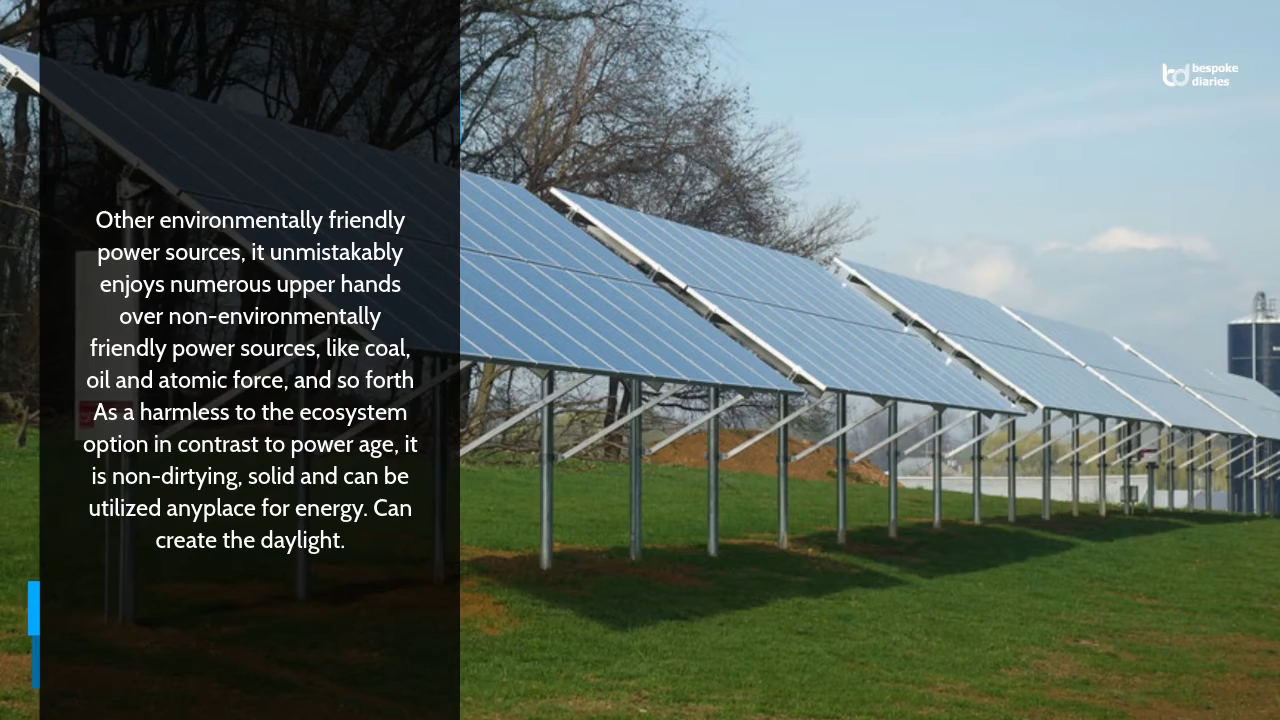 bespoke
diaries
Other environmentally friendly
power sources, it unmistakably
enjoys numerous upper hands
over non-environmentally
friendly power sources, like coal,
oil and atomic force, and so forth
As a harmless to the ecosystem
option in contrast to power age, it
is non-dirtying, solid and can be
utilized anyplace for energy. Can
create the daylight.